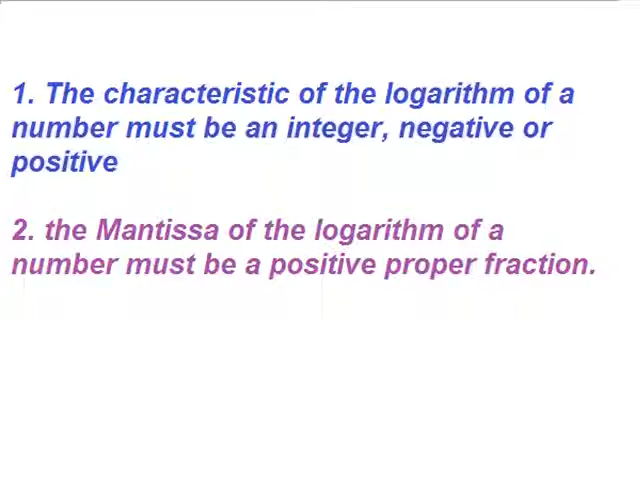 1. The characteristic of the logarithm of a
number must be an integer, negative or
positive
2. the Mantissa of the logarithm of a
number must be a positive proper fraction.